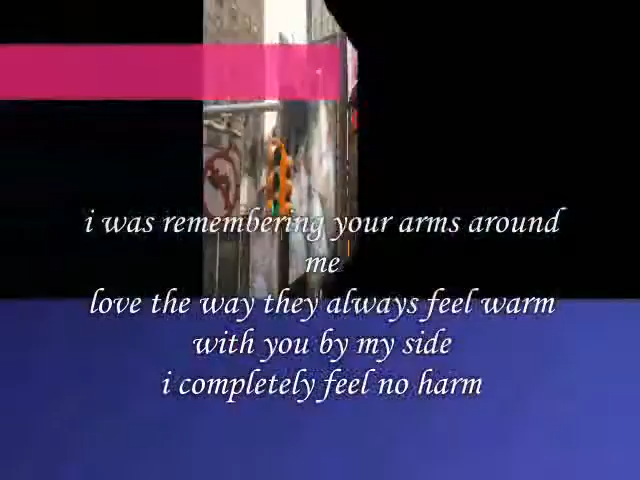 i was remembering your arms around
me
love the way they always feel warm
with you by my side
i completely feel no harm